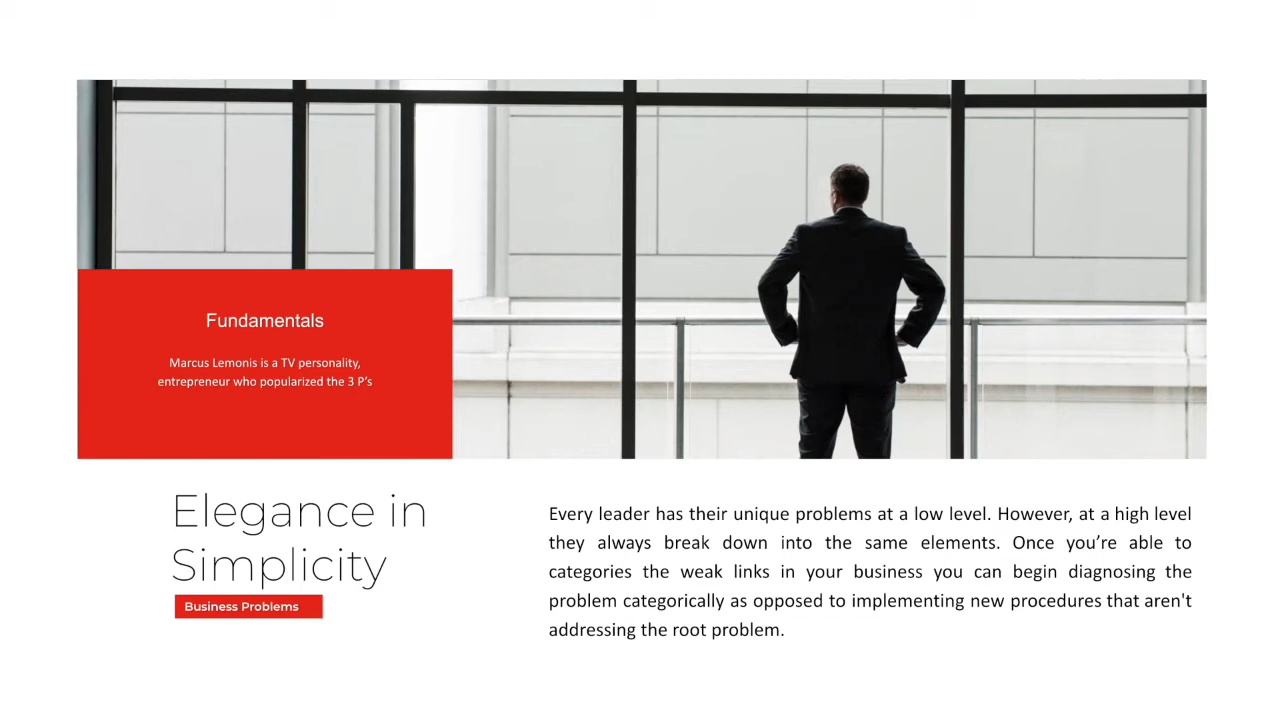 Fundamentals
Marcus Lemonis is a TV personality,
entrepreneur who popularized the 3 P's
Elegance in
Simplicity
Business Problems
Every leader has their unique problems at a low level. However, at a high level
they always break down into the same elements. Once you’re able to
categories the weak links in your business you can begin diagnosing the
problem categorically as opposed to implementing new procedures that aren't
addressing the root problem.